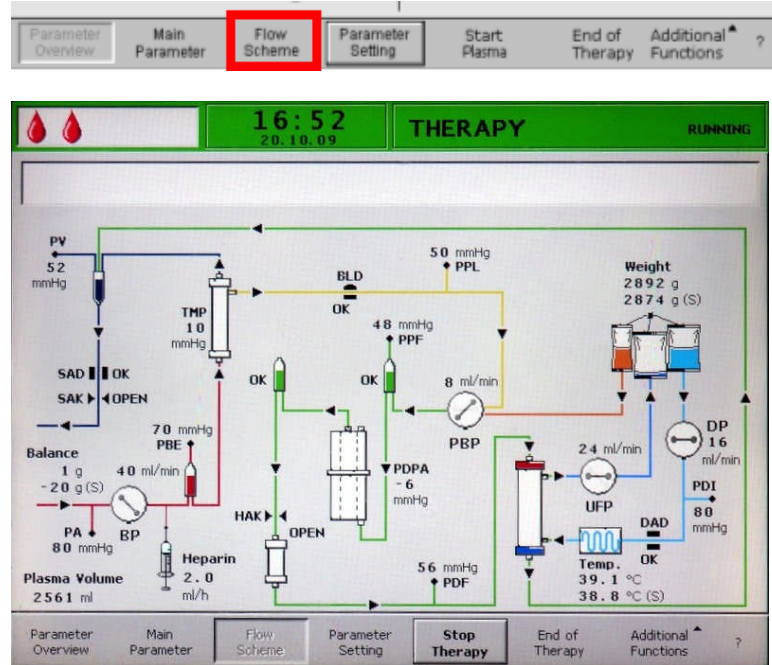 Parameter Overview
Main Parameter
Flow Scheme
Parameter Setting
Start Plasma
End of Therapy
Additional Functions
?
16:52
20.10.09
THERAPY
RUNNING
PV
52
mmHg
SAD OK
SAK OPEN
TMP
10
mmHg
BLD
OK
50 mmHg
PPL
48 mmHg
PPF
OK
OK
8 ml/min
PBP
Weight
2892 g
2874 g (S)
70 mmHg
PBE
Balance
1 g
-20 g (S)
40 ml/min
BP
PA
80 mmHg
Heparin
2.0
ml/h
Plasma Volume
2561 ml
HAK
OPEN
PDPA
-6
mmHg
56 mmHg
PDF
24 ml/min
UFP
DP
16
ml/min
PDI
80
mmHg
DAD
OK
Temp.
39.1 °C
38.8 °C (S)
Parameter Overview
Main Parameter
Flow Scheme
Parameter Setting
Stop Therapy
End of Therapy
Additional Functions
?